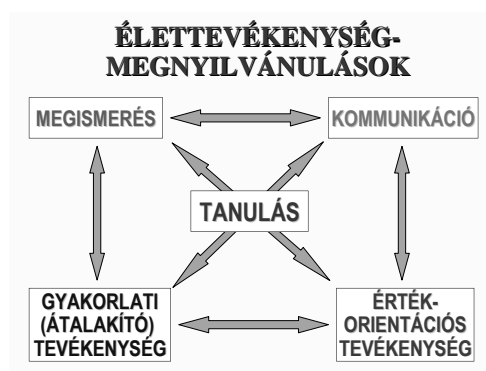 ÉLETTEVÉKENYSÉG-
MEGNYILVÁNULÁSOK
MEGISMERÉS
KOMMUNIKÁCIÓ
TANULÁS
GYAKORLATI
(ÁTALAKÍTÓ)
TEVÉKENYSÉG
ÉRTÉK-
ORIENTÁCIÓS
TEVÉKENYSÉG